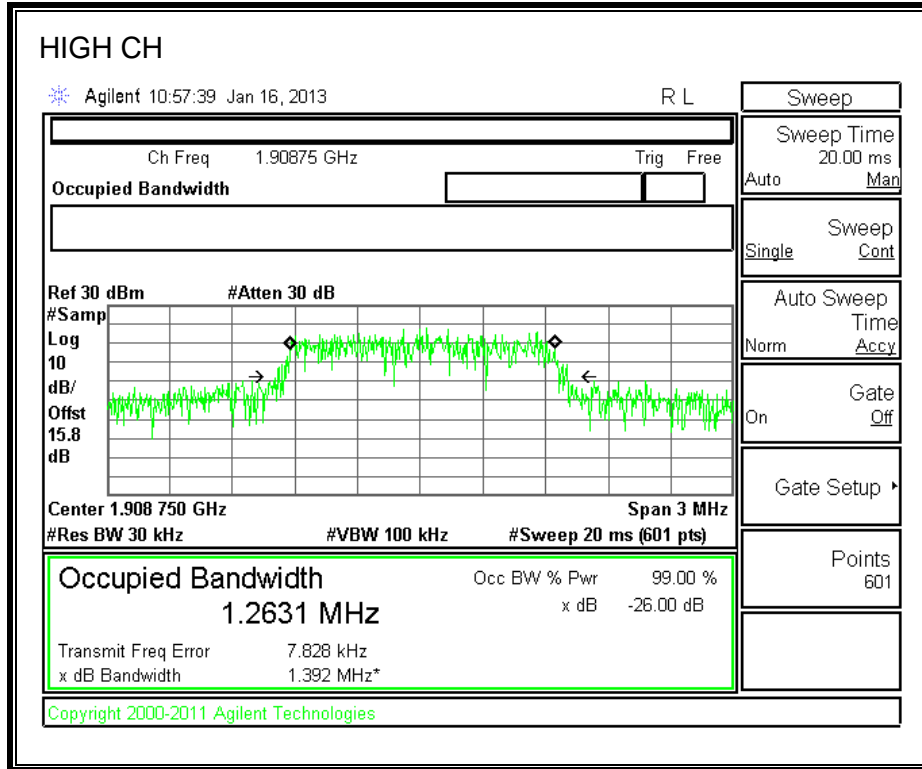 HIGH CH
Agilent 10:57:39 Jan 16, 2013 R L
Ch Freq 1.90875 GHz Trig Free
Occupied Bandwidth
Ref 30 dBm #Atten 30 dB
#Samp
Log
10
dB/
Offst
15.8
dB
Center 1.908 750 GHz Span 3 MHz
#Res BW 30 kHz #VBW 100 kHz #Sweep 20 ms (601 pts)
Occupied Bandwidth Occ BW % Pwr 99.00 %
1.2631 MHz x dB -26.00 dB
Transmit Freq Error 7.828 kHz
x dB Bandwidth 1.392 MHz*
Copyright 2000-2011 Agilent Technologies
Sweep
Sweep Time
20.00 ms
Auto Man
Sweep
Single Cont
Auto Sweep
Time
Norm Accy
Gate
On Off
Gate Setup
Points
601